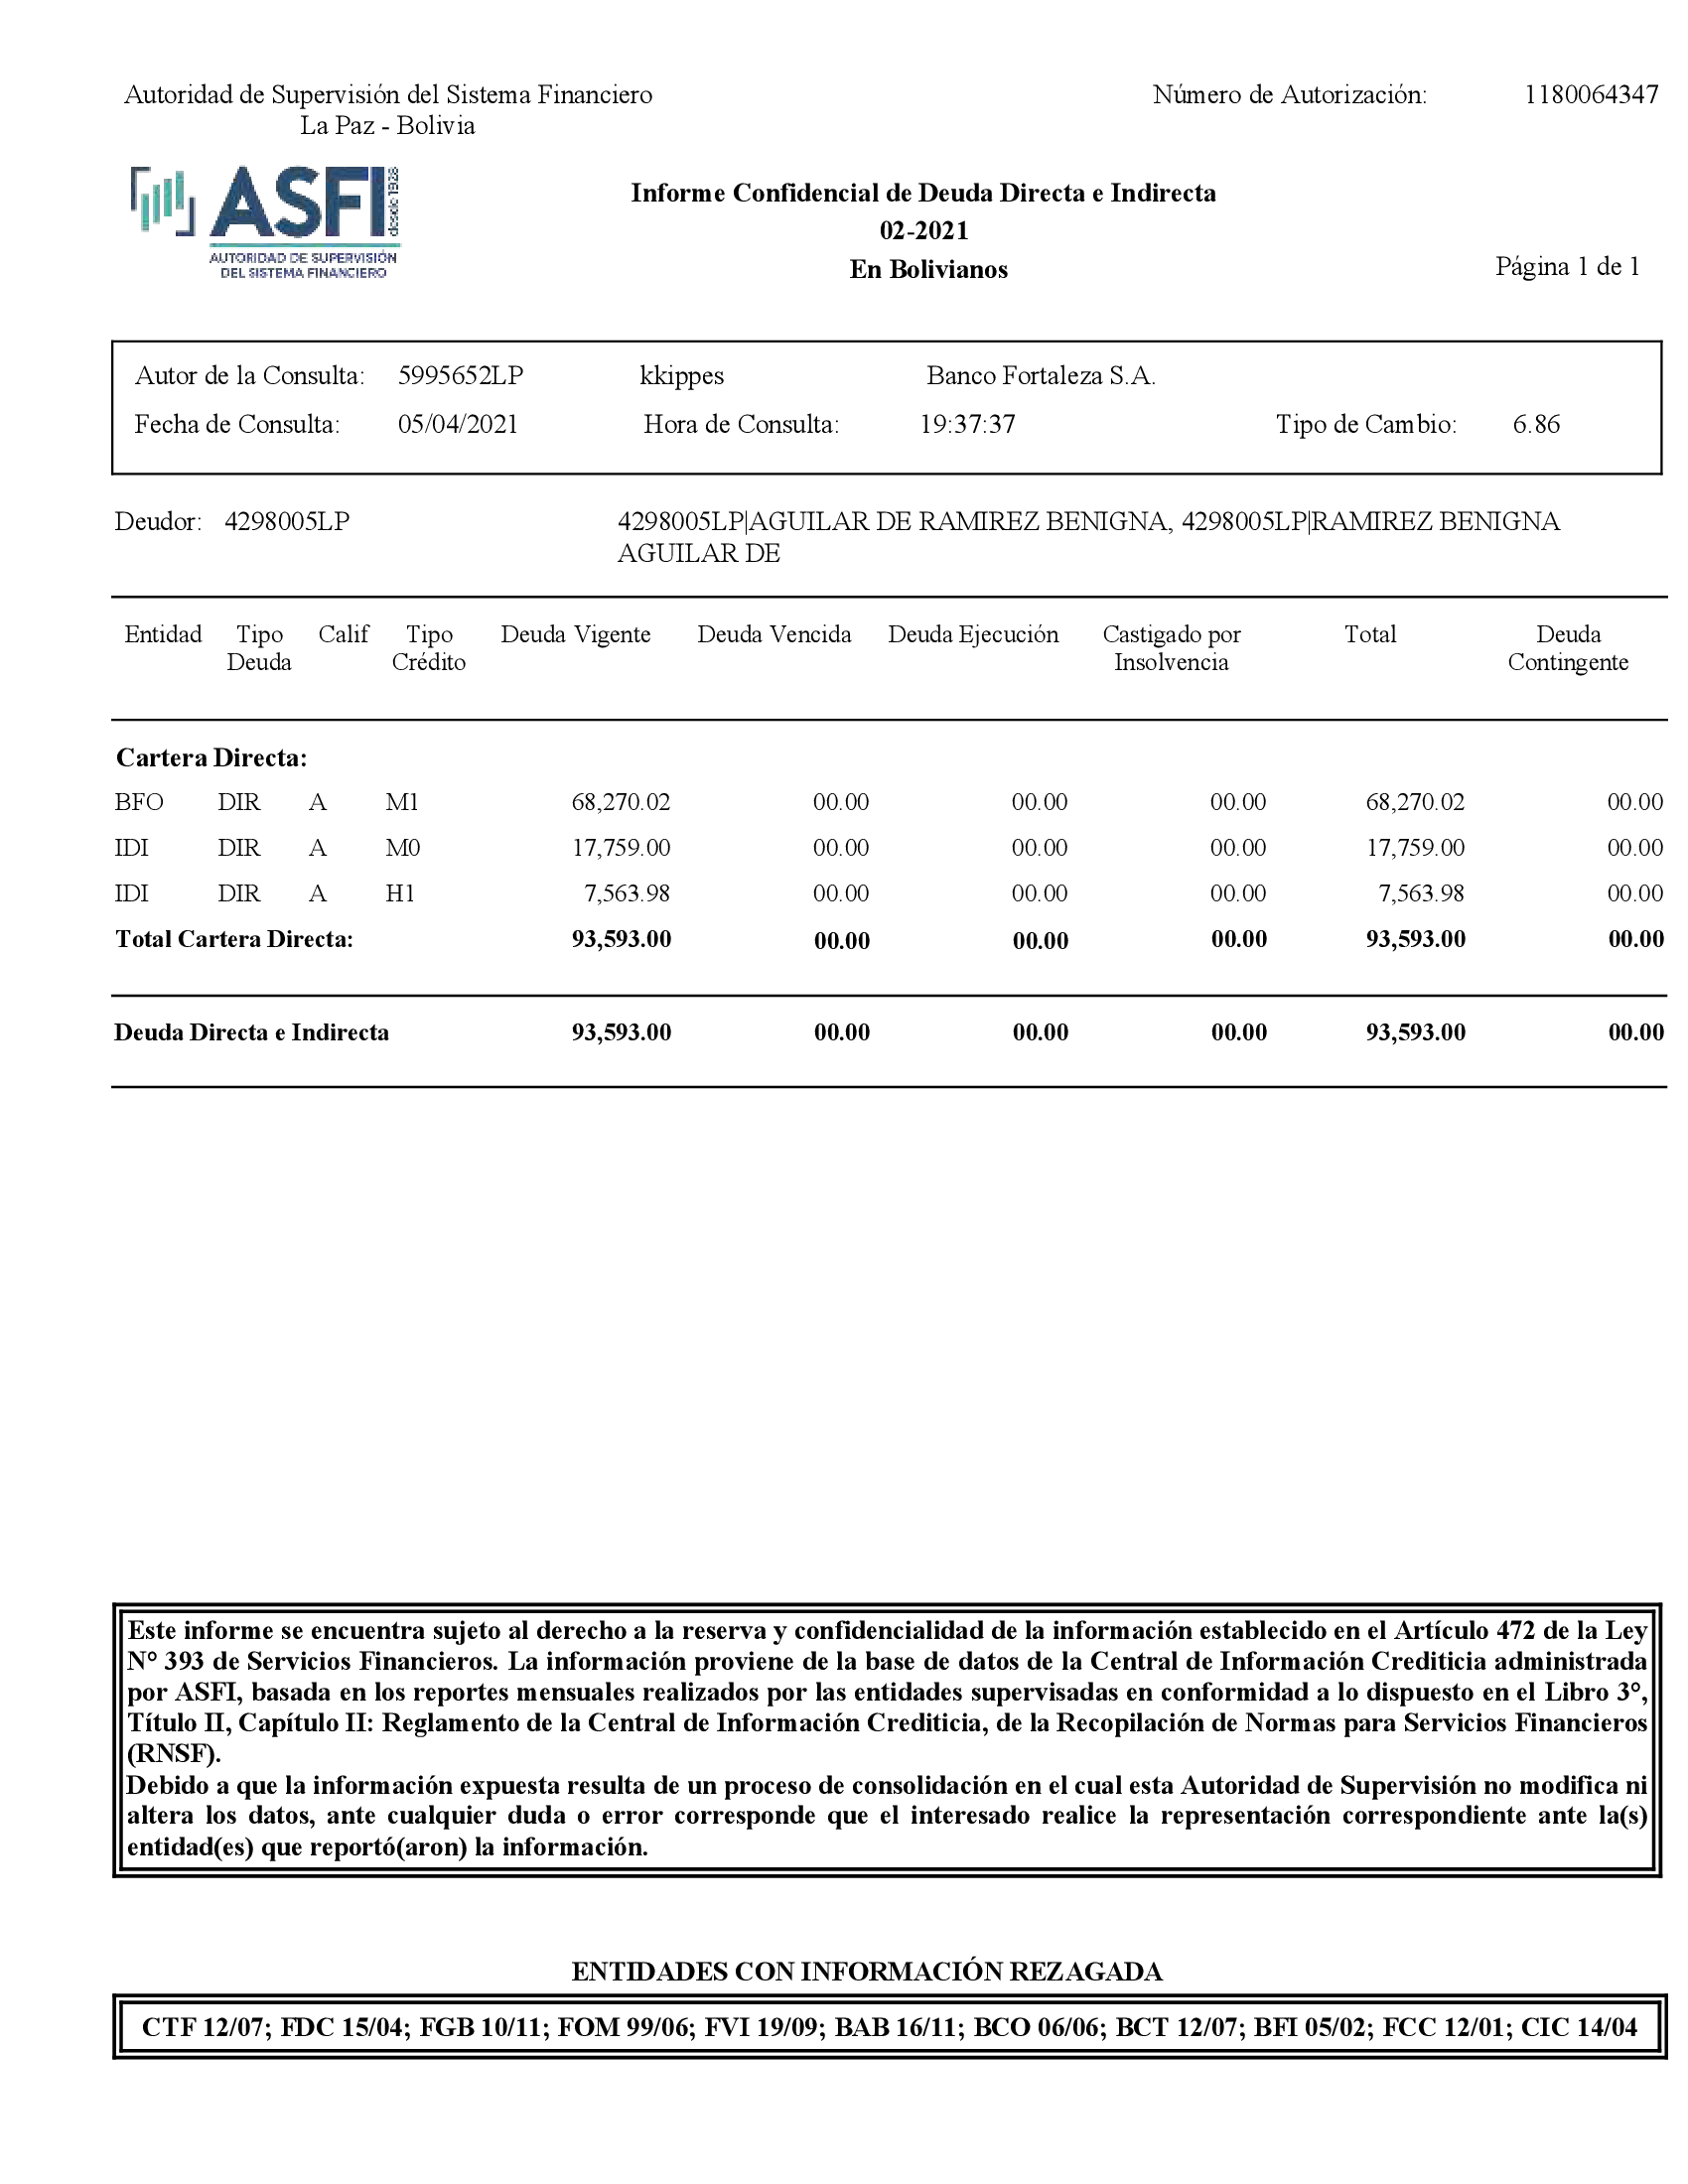 Autoridad de Supervisión del Sistema Financiero
La Paz - Bolivia
Número de Autorización: 1180064347
ASFI desde 1928
AUTORIDAD DE SUPERVISIÓN
DEL SISTEMA FINANCIERO
Informe Confidencial de Deuda Directa e Indirecta
02-2021
En Bolivianos
Página 1 de 1
Autor de la Consulta: 5995652LP kkippes Banco Fortaleza S.A.
Fecha de Consulta: 05/04/2021 Hora de Consulta: 19:37:37 Tipo de Cambio: 6.86
Deudor: 4298005LP 4298005LP|AGUILAR DE RAMIREZ BENIGNA, 4298005LP|RAMIREZ BENIGNA
AGUILAR DE
Entidad Tipo Calif Tipo Deuda Vigente Deuda Vencida Deuda Ejecución Castigado por Total Deuda
Deuda Crédito Insolvencia Contingente
Cartera Directa:
BFO DIR A M1 68,270.02 00.00 00.00 00.00 68,270.02 00.00
IDI DIR A M0 17,759.00 00.00 00.00 00.00 17,759.00 00.00
IDI DIR A H1 7,563.98 00.00 00.00 00.00 7,563.98 00.00
Total Cartera Directa: 93,593.00 00.00 00.00 00.00 93,593.00 00.00
Deuda Directa e Indirecta 93,593.00 00.00 00.00 00.00 93,593.00 00.00
Este informe se encuentra sujeto al derecho a la reserva y confidencialidad de la información establecido en el Artículo 472 de la Ley
N° 393 de Servicios Financieros. La información proviene de la base de datos de la Central de Información Crediticia administrada
por ASFI, basada en los reportes mensuales realizados por las entidades supervisadas en conformidad a lo dispuesto en el Libro 3°,
Título II, Capítulo II: Reglamento de la Central de Información Crediticia, de la Recopilación de Normas para Servicios Financieros
(RNSF).
Debido a que la información expuesta resulta de un proceso de consolidación en el cual esta Autoridad de Supervisión no modifica ni
altera los datos, ante cualquier duda o error corresponde que el interesado realice la representación correspondiente ante la(s)
entidad(es) que reportó(aron) la información.
ENTIDADES CON INFORMACIÓN REZAGADA
CTF 12/07; FDC 15/04; FGB 10/11; FOM 99/06; FVI 19/09; BAB 16/11; BCO 06/06; BCT 12/07; BFI 05/02; FCC 12/01; CIC 14/04